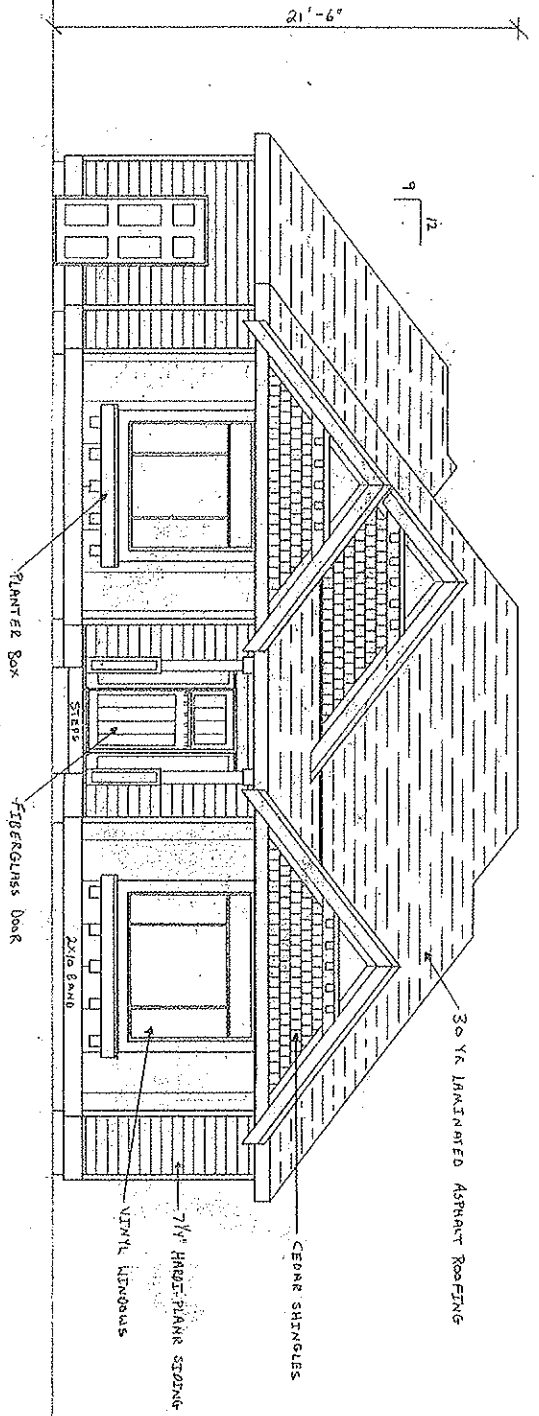 21'-6"
12
9
30 YR LAMINATED ASPHALT ROOFING
CEDAR SHINGLES
7 1/4" HARDI-PLANK SIDING
VINYL WINDOWS
2X10 BAND
FIBERGLASS DOOR
STEPS
PLANTER BOX